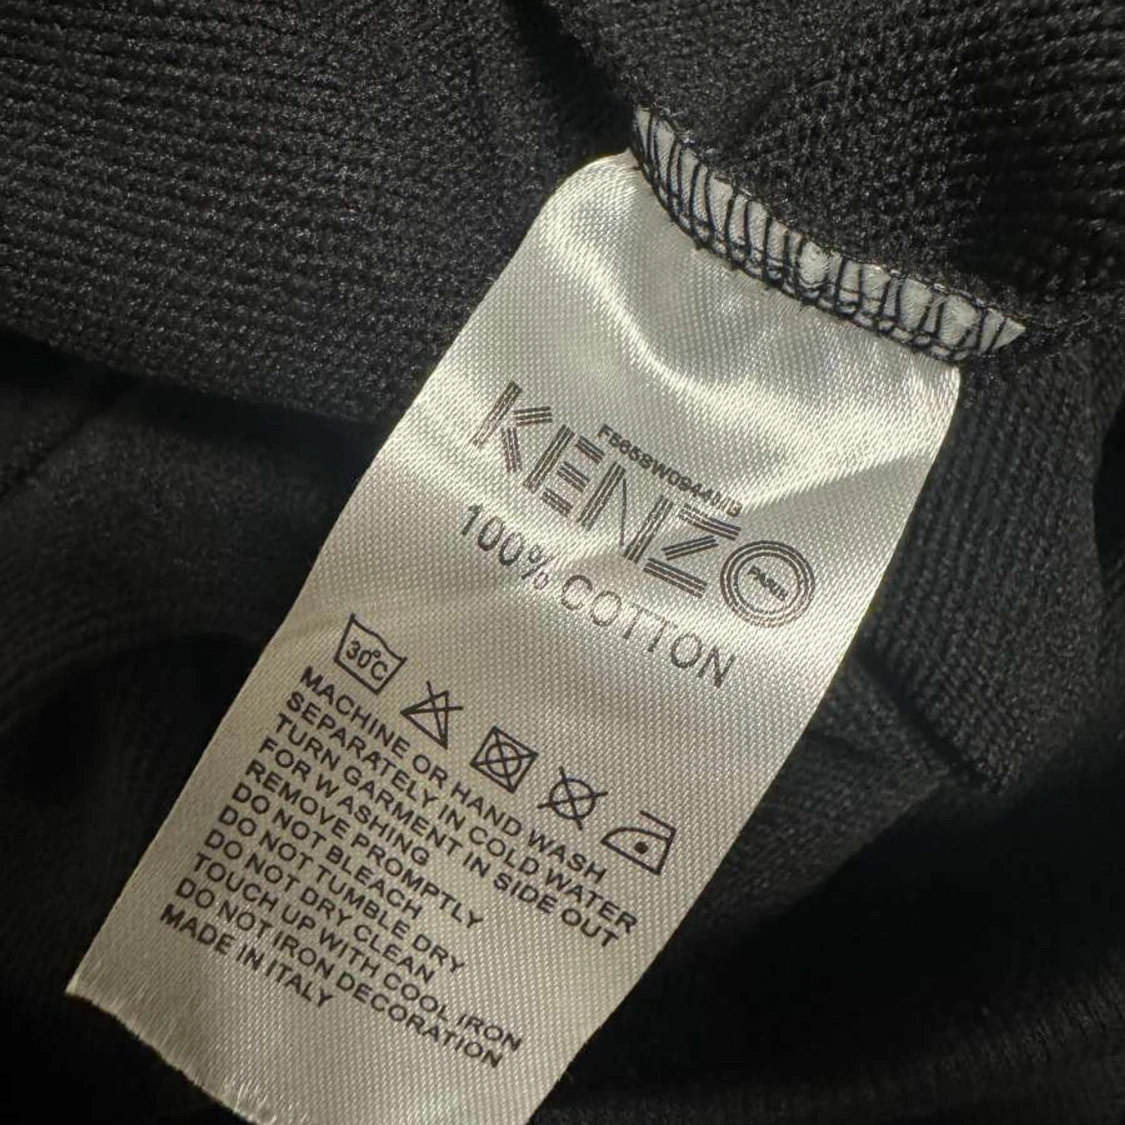 KENZO
PARIS
100% COTTON
30°C
MACHINE OR HAND WASH
SEPARATELY IN COLD WATER
TURN GARMENT IN SIDE OUT
FOR WASHING
REMOVE PROMPTLY
DO NOT BLEACH
DO NOT TUMBLE DRY
DO NOT DRY CLEAN
TOUCH UP WITH COOL IRON
DO NOT IRON DECORATION
MADE IN ITALY